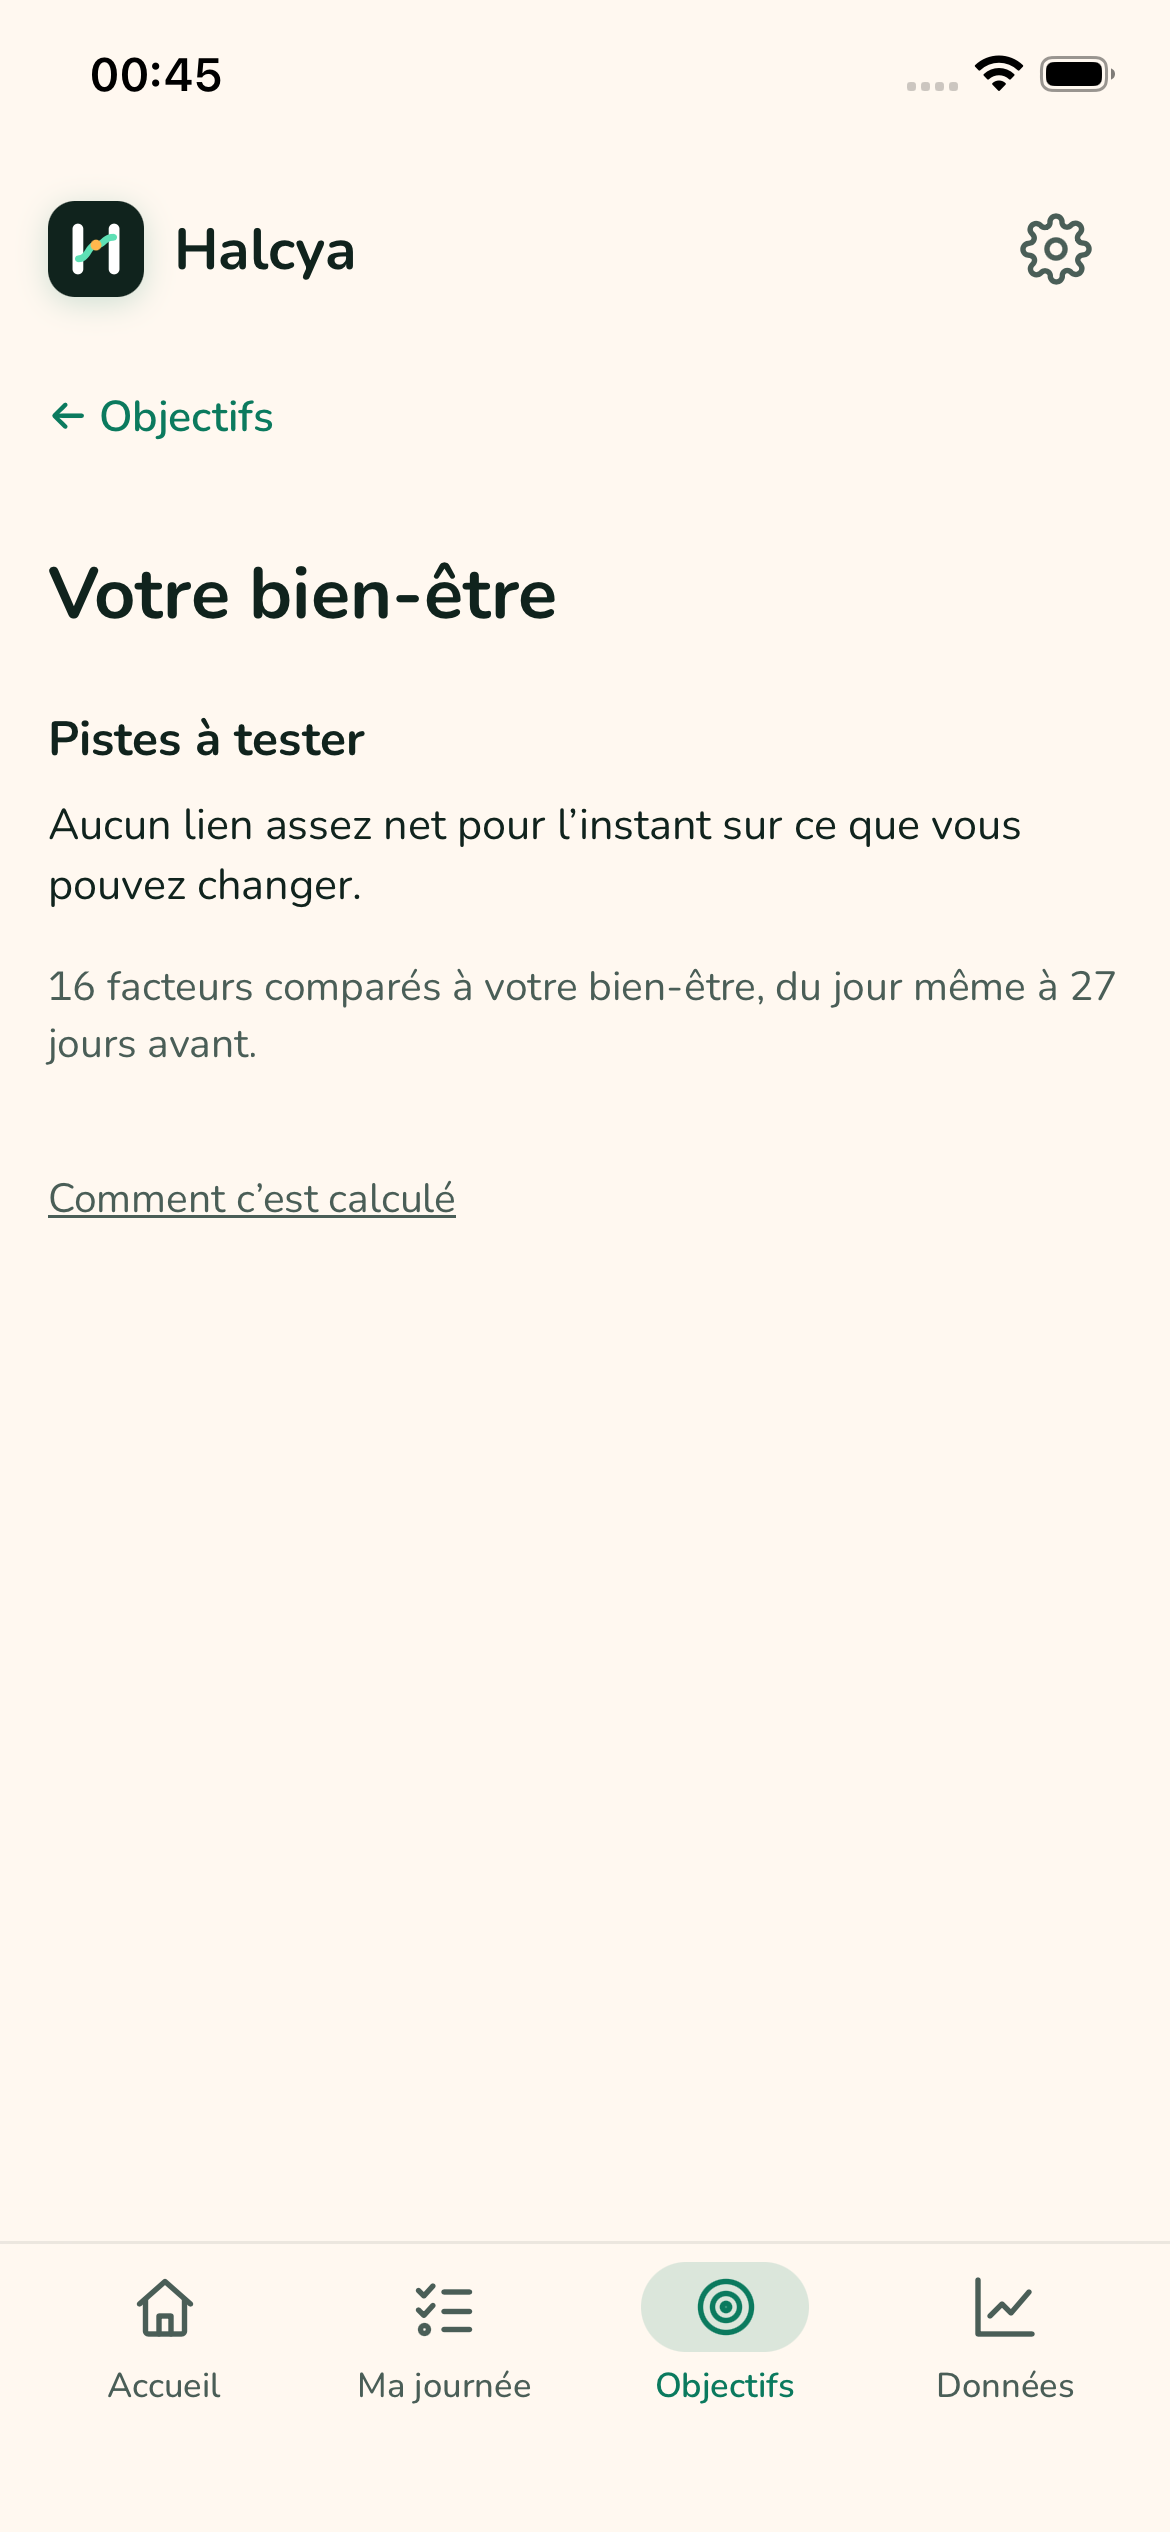 00:45
Halcya
← Objectifs
Votre bien-être
Pistes à tester
Aucun lien assez net pour l’instant sur ce que vous
pouvez changer.
16 facteurs comparés à votre bien-être, du jour même à 27
jours avant.
Comment c’est calculé
Accueil
Ma journée
Objectifs
Données